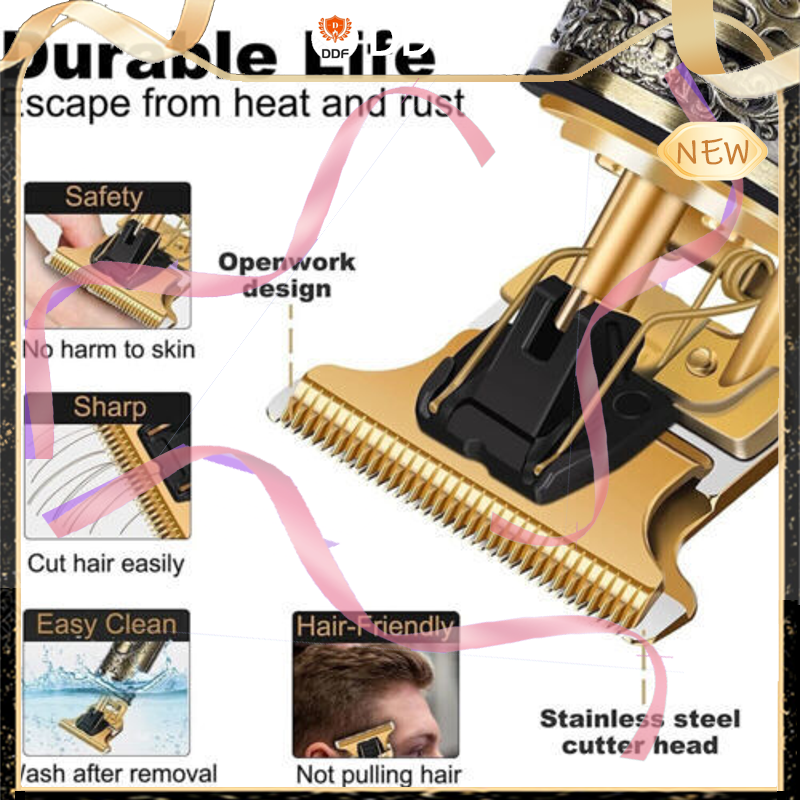 DDF
Durable Life
Escape from heat and rust
NEW
Safety
No harm to skin
Openwork
design
Sharp
Cut hair easily
Easy Clean
after removal
Hair-Friendly
Not pulling hair
Stainless steel
cutter head